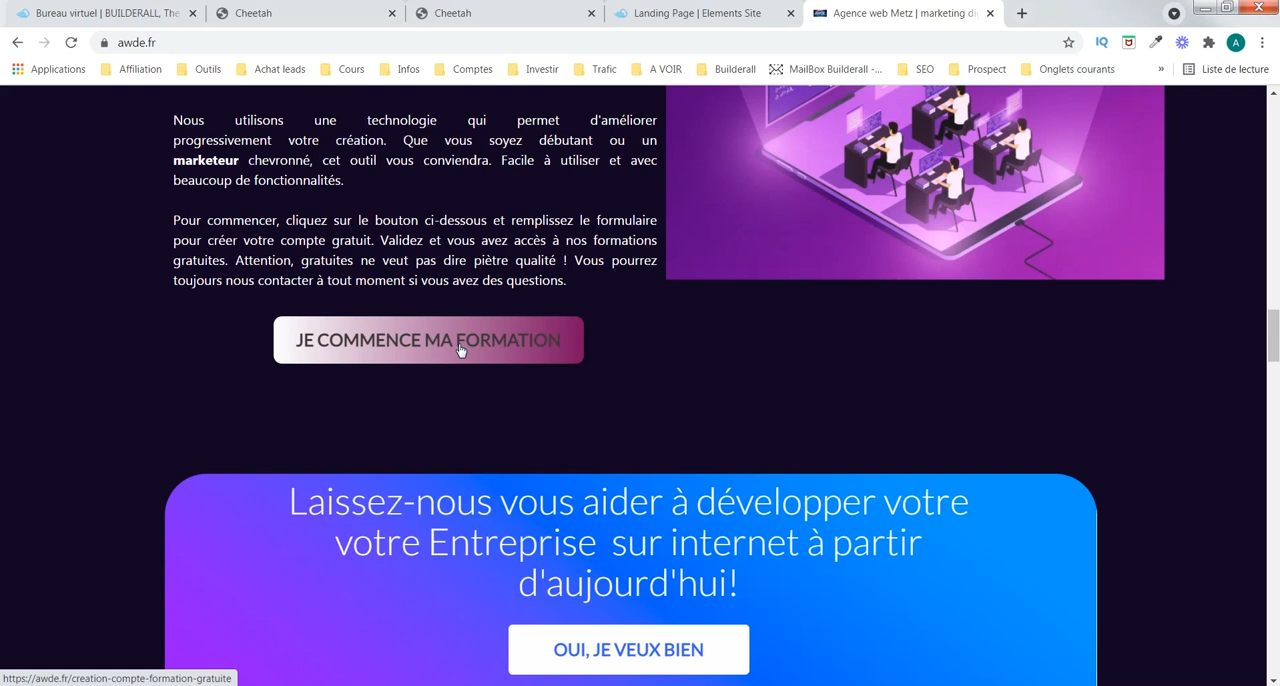 Bureau virtuel | BUILDERALL, The
Cheetah
Cheetah
Landing Page | Elements Site
Agence web Metz | marketing di
awde.fr
Applications
Affiliation
Outils
Achat leads
Cours
Infos
Comptes
Investir
Trafic
A VOIR
Builderall
MailBox Builderall -...
SEO
Prospect
Onglets courants
»
Liste de lecture
Nous utilisons une technologie qui permet d'améliorer
progressivement votre création. Que vous soyez débutant ou un
marketeur chevronné, cet outil vous conviendra. Facile à utiliser et avec
beaucoup de fonctionnalités.
Pour commencer, cliquez sur le bouton ci-dessous et remplissez le formulaire
pour créer votre compte gratuit. Validez et vous avez accès à nos formations
gratuites. Attention, gratuites ne veut pas dire piètre qualité ! Vous pourrez
toujours nous contacter à tout moment si vous avez des questions.
JE COMMENCE MA FORMATION
Laissez-nous vous aider à développer votre
votre Entreprise sur internet à partir
d'aujourd'hui!
OUI, JE VEUX BIEN
https://awde.fr/creation-compte-formation-gratuite